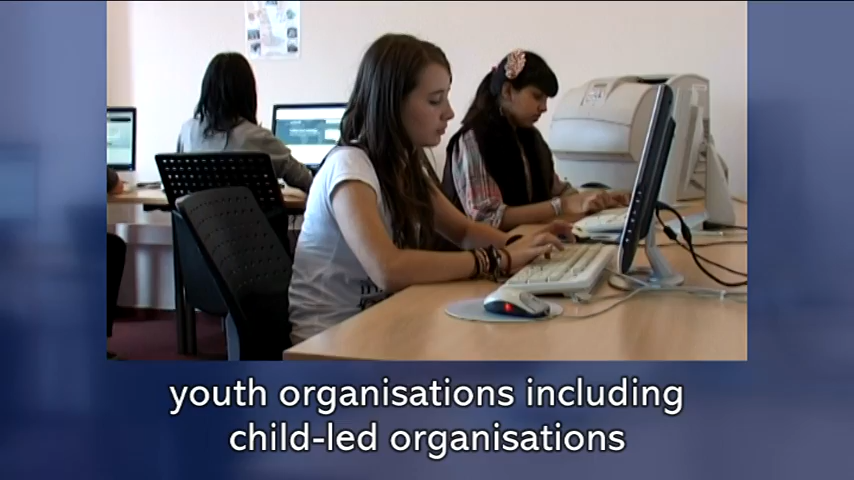 youth organisations including
child-led organisations